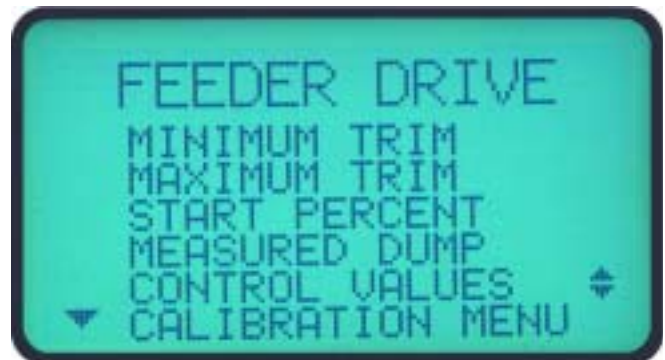 FEEDER DRIVE
MINIMUM TRIM
MAXIMUM TRIM
START PERCENT
MEASURED DUMP
CONTROL VALUES
CALIBRATION MENU